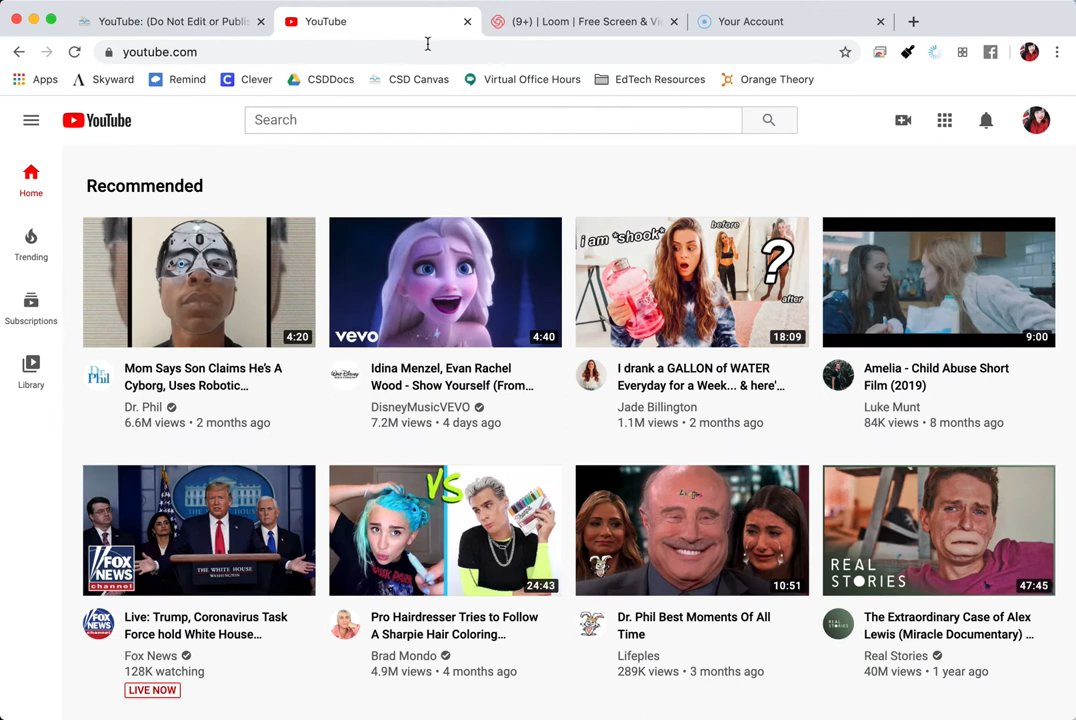 YouTube: (Do Not Edit or Publis
YouTube
(9+) | Loom | Free Screen & Vic
Your Account
youtube.com
Apps
Skyward
Remind
Clever
CSDDocs
CSD Canvas
Virtual Office Hours
EdTech Resources
Orange Theory
YouTube
Search
Home
Trending
Subscriptions
Library
Recommended
4:20
vevo
4:40
i am *shook*
before
?
after
18:09
9:00
Dr.
Phil
Mom Says Son Claims He's A
Cyborg, Uses Robotic...
Dr. Phil
6.6M views • 2 months ago
Idina Menzel, Evan Rachel
Wood - Show Yourself (From...
DisneyMusicVEVO
7.2M views • 4 days ago
I drank a GALLON of WATER
Everyday for a Week... & here'...
Jade Billington
1.1M views • 2 months ago
Amelia - Child Abuse Short
Film (2019)
Luke Munt
84K views • 8 months ago
FOX
NEWS
channel
THE WHITE HOUSE
WASHINGTON
VS
24:43
10:51
REAL
STORIES
47:45
Live: Trump, Coronavirus Task
Force hold White House...
Fox News
128K watching
LIVE NOW
Pro Hairdresser Tries to Follow
A Sharpie Hair Coloring...
Brad Mondo
4.9M views • 4 months ago
Dr. Phil Best Moments Of All
Time
Lifeples
289K views • 3 months ago
The Extraordinary Case of Alex
Lewis (Miracle Documentary) ...
Real Stories
40M views • 1 year ago